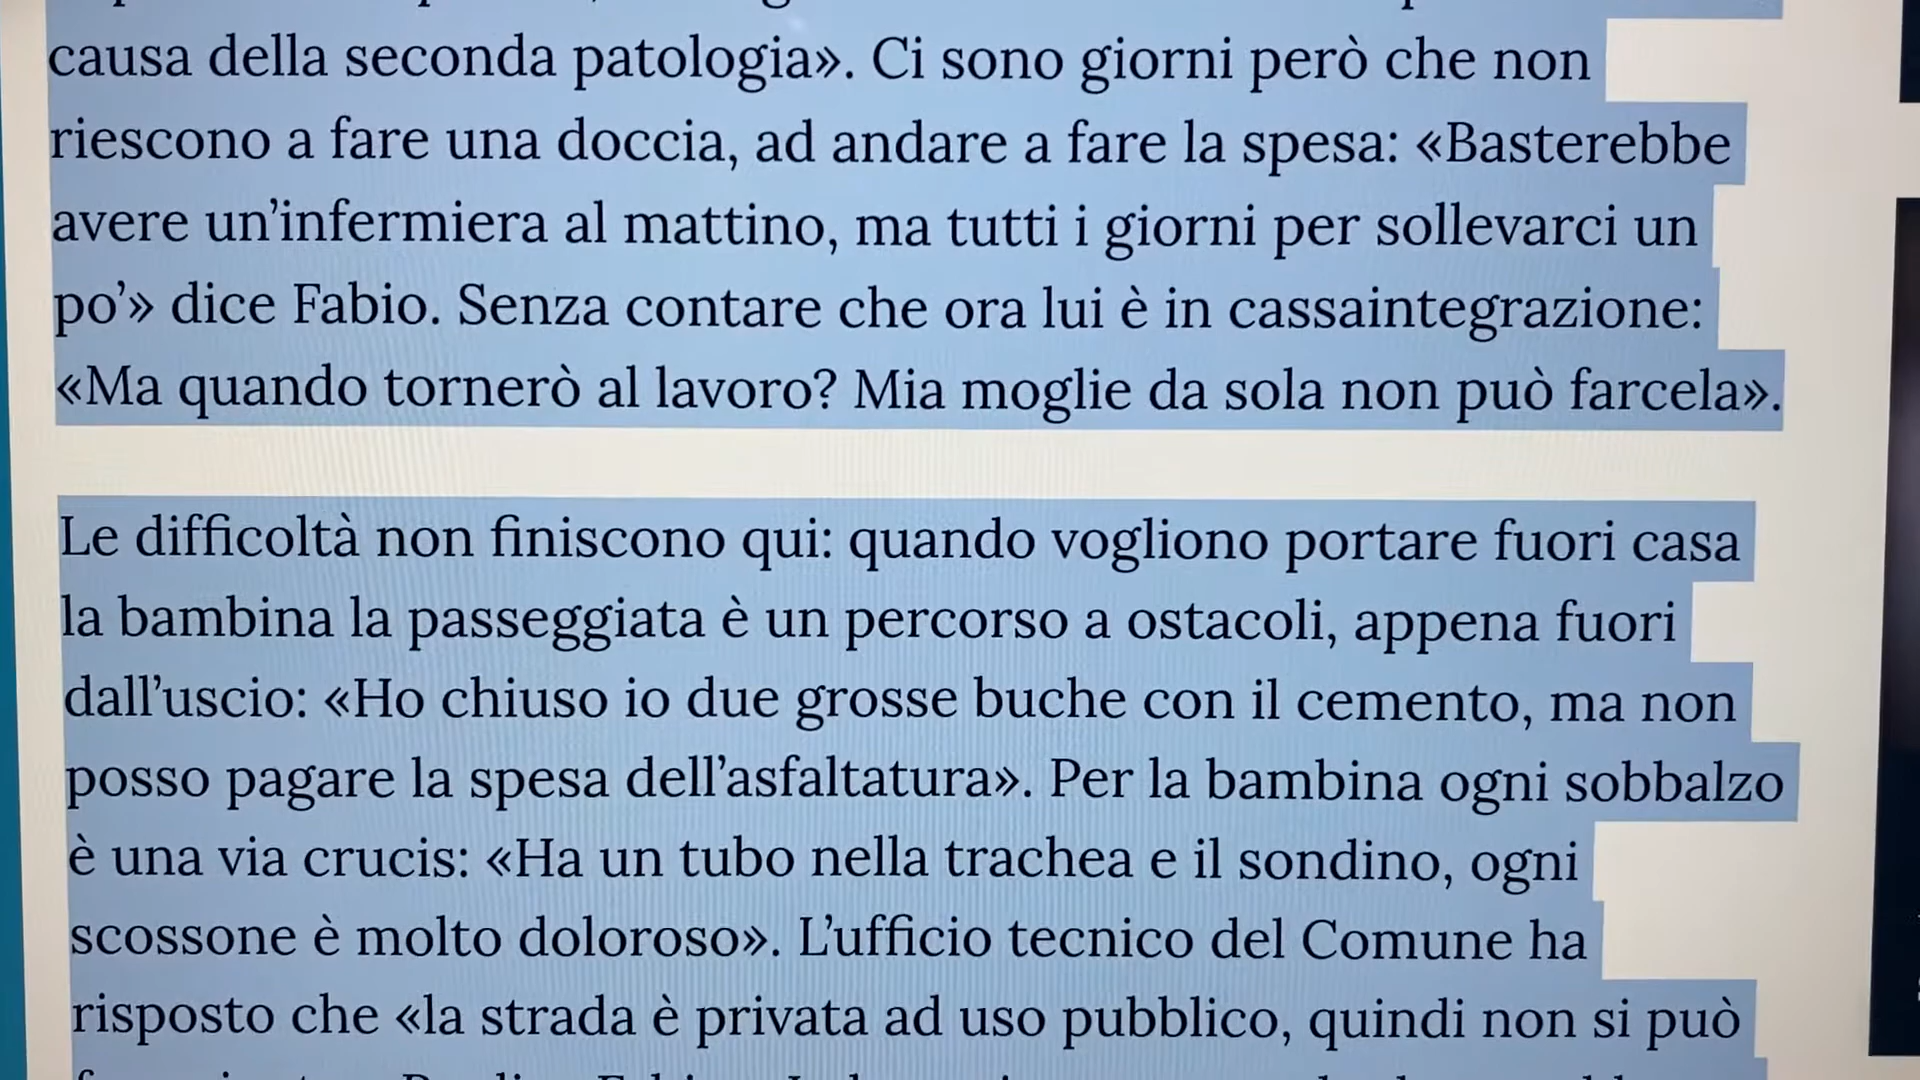 causa della seconda patologia». Ci sono giorni però che non
riescono a fare una doccia, ad andare a fare la spesa: «Basterebbe
avere un’infermiera al mattino, ma tutti i giorni per sollevarci un
po’» dice Fabio. Senza contare che ora lui è in cassaintegrazione:
«Ma quando tornerò al lavoro? Mia moglie da sola non può farcela».
Le difficoltà non finiscono qui: quando vogliono portare fuori casa
la bambina la passeggiata è un percorso a ostacoli, appena fuori
dall’uscio: «Ho chiuso io due grosse buche con il cemento, ma non
posso pagare la spesa dell’asfaltatura». Per la bambina ogni sobbalzo
è una via crucis: «Ha un tubo nella trachea e il sondino, ogni
scossone è molto doloroso». L’ufficio tecnico del Comune ha
risposto che «la strada è privata ad uso pubblico, quindi non si può